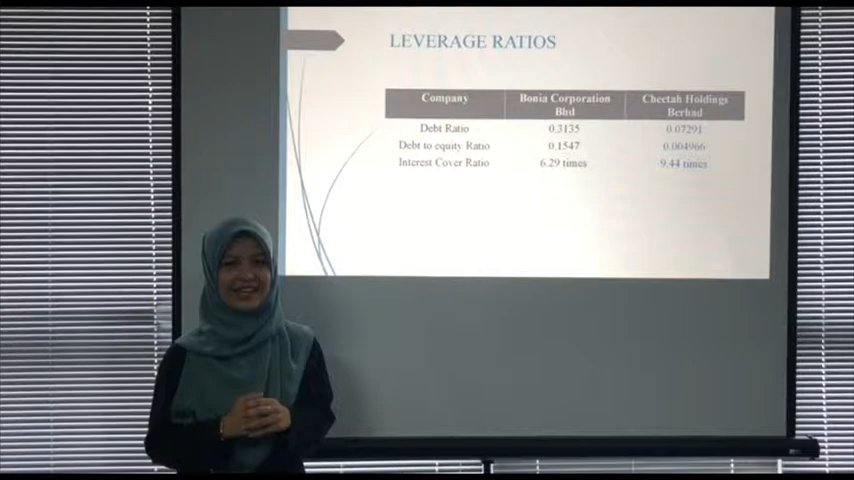 LEVERAGE RATIOS
Company Bonia Corporation Bhd Cheetah Holdings Berhad
Debt Ratio 0.3135 0.07291
Debt to equity Ratio 0.1547 0.004966
Interest Cover Ratio 6.29 times 9.44 times